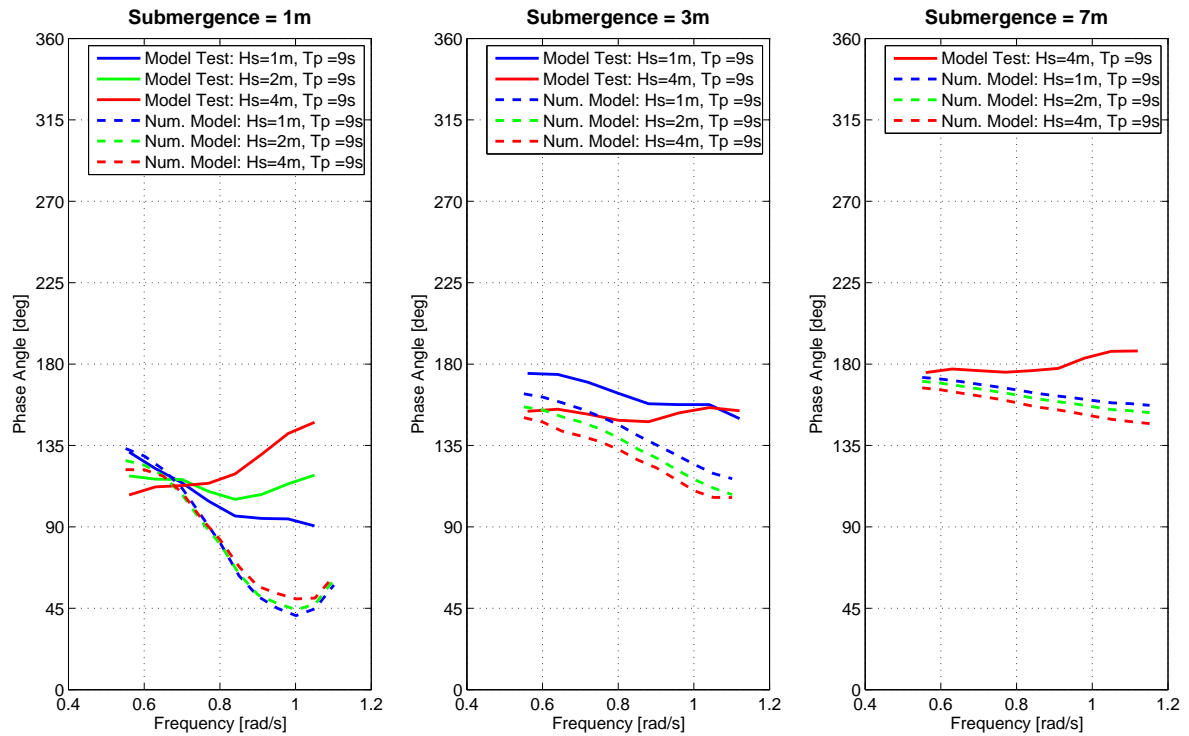 Submergence = 1m
360
315
270
225
180
135
90
45
0
0.4
0.6
0.8
1
1.2
Phase Angle [deg]
Frequency [rad/s]
Model Test: Hs=1m, Tp =9s
Model Test: Hs=2m, Tp =9s
Model Test: Hs=4m, Tp =9s
Num. Model: Hs=1m, Tp =9s
Num. Model: Hs=2m, Tp =9s
Num. Model: Hs=4m, Tp =9s
Submergence = 3m
360
315
270
225
180
135
90
45
0
0.4
0.6
0.8
1
1.2
Phase Angle [deg]
Frequency [rad/s]
Model Test: Hs=1m, Tp =9s
Model Test: Hs=4m, Tp =9s
Num. Model: Hs=1m, Tp =9s
Num. Model: Hs=2m, Tp =9s
Num. Model: Hs=4m, Tp =9s
Submergence = 7m
360
315
270
225
180
135
90
45
0
0.4
0.6
0.8
1
1.2
Phase Angle [deg]
Frequency [rad/s]
Model Test: Hs=4m, Tp =9s
Num. Model: Hs=1m, Tp =9s
Num. Model: Hs=2m, Tp =9s
Num. Model: Hs=4m, Tp =9s